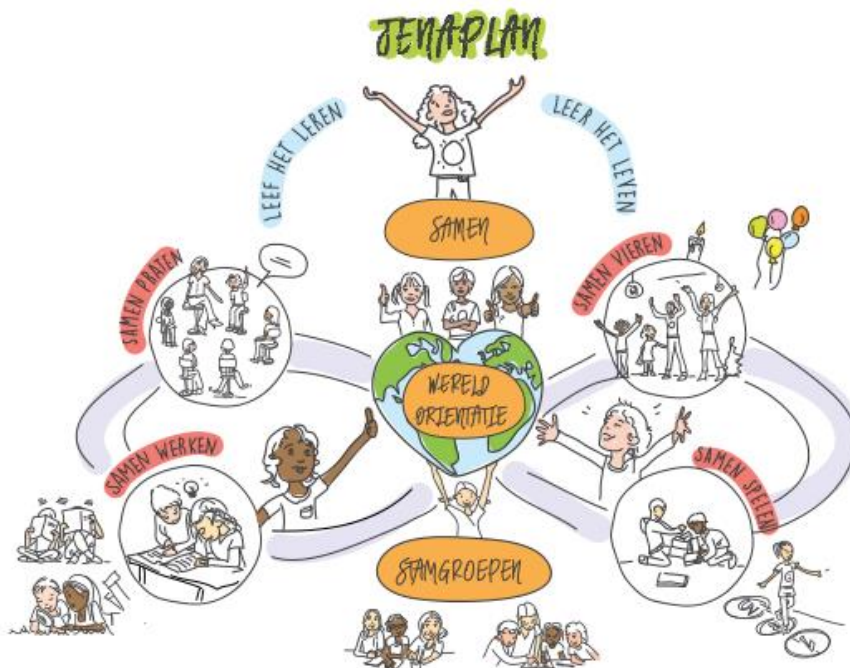 JENAPLAN
LEEF HET LEREN
LEER HET LEVEN
SAMEN
SAMEN PRATEN
SAMEN VIEREN
WERELD
ORIENTATIE
SAMEN WERKEN
SAMEN SPELEN
STAMGROEPEN